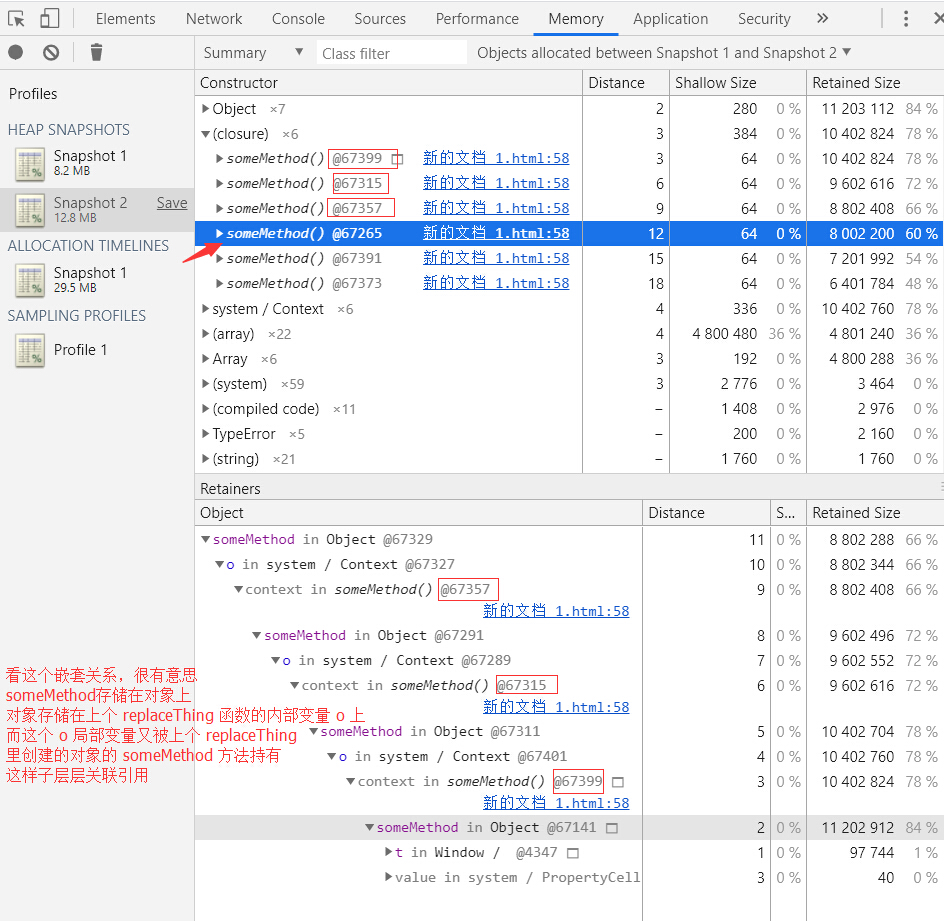 Elements Network Console Sources Performance Memory Application Security »
Summary ▼ Class filter Objects allocated between Snapshot 1 and Snapshot 2 ▼
Profiles
HEAP SNAPSHOTS
Snapshot 1
8.2 MB
Snapshot 2 Save
12.8 MB
ALLOCATION TIMELINES
Snapshot 1
29.5 MB
SAMPLING PROFILES
Profile 1
Constructor Distance Shallow Size Retained Size
▶Object ×7 2 280 0 % 11 203 112 84 %
▼(closure) ×6 3 384 0 % 10 402 824 78 %
▶someMethod() @67399 新的文档 1.html:58 3 64 0 % 10 402 824 78 %
▶someMethod() @67315 新的文档 1.html:58 6 64 0 % 9 602 616 72 %
▶someMethod() @67357 新的文档 1.html:58 9 64 0 % 8 802 408 66 %
▶someMethod() @67265 新的文档 1.html:58 12 64 0 % 8 002 200 60 %
▶someMethod() @67391 新的文档 1.html:58 15 64 0 % 7 201 992 54 %
▶someMethod() @67373 新的文档 1.html:58 18 64 0 % 6 401 784 48 %
▶system / Context ×6 4 336 0 % 10 402 760 78 %
▶(array) ×22 4 4 800 480 36 % 4 801 240 36 %
▶Array ×6 3 192 0 % 4 800 288 36 %
▶(system) ×59 3 2 776 0 % 3 464 0 %
▶(compiled code) ×11 – 1 408 0 % 2 976 0 %
▶TypeError ×5 – 200 0 % 2 160 0 %
▶(string) ×21 – 1 760 0 % 1 760 0 %
Retainers
Object Distance S... Retained Size
▼someMethod in Object @67329 11 0 % 8 802 288 66 %
▼o in system / Context @67327 10 0 % 8 802 344 66 %
▼context in someMethod() @67357 9 0 % 8 802 408 66 %
新的文档 1.html:58
▼someMethod in Object @67291 8 0 % 9 602 496 72 %
▼o in system / Context @67289 7 0 % 9 602 552 72 %
▼context in someMethod() @67315 6 0 % 9 602 616 72 %
新的文档 1.html:58
▼someMethod in Object @67311 5 0 % 10 402 704 78 %
▼o in system / Context @67401 4 0 % 10 402 760 78 %
▼context in someMethod() @67399 3 0 % 10 402 824 78 %
新的文档 1.html:58
▼someMethod in Object @67141 2 0 % 11 202 912 84 %
▶t in Window / @4347 1 0 % 97 744 1 %
▶value in system / PropertyCell 3 0 % 40 0 %
看这个嵌套关系，很有意思
someMethod存储在对象上
对象存储在上个 replaceThing 函数的内部变量 o 上
而这个 o 局部变量又被上个 replaceThing
里创建的对象的 someMethod 方法持有
这样子层层关联引用